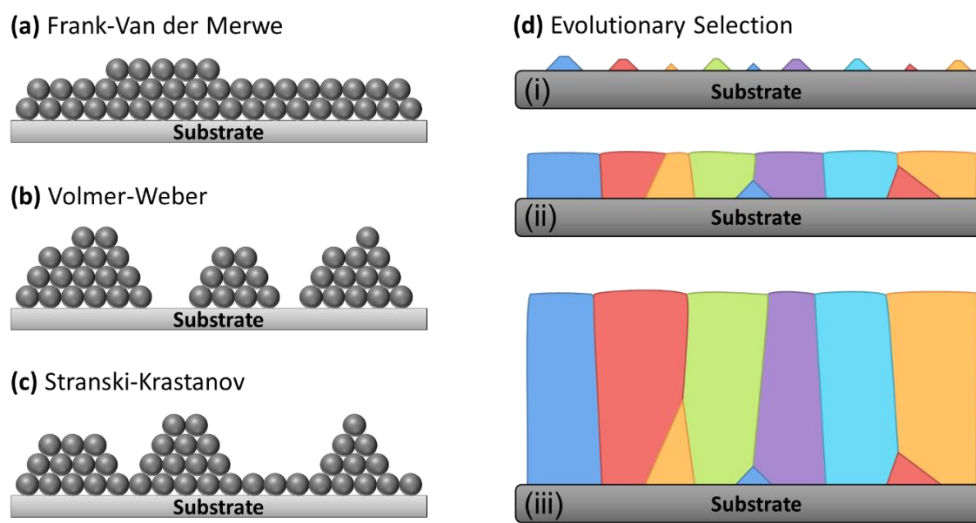 (a) Frank-Van der Merwe
Substrate
(b) Volmer-Weber
Substrate
(c) Stranski-Krastanov
Substrate
(d) Evolutionary Selection
(i) Substrate
(ii) Substrate
(iii) Substrate